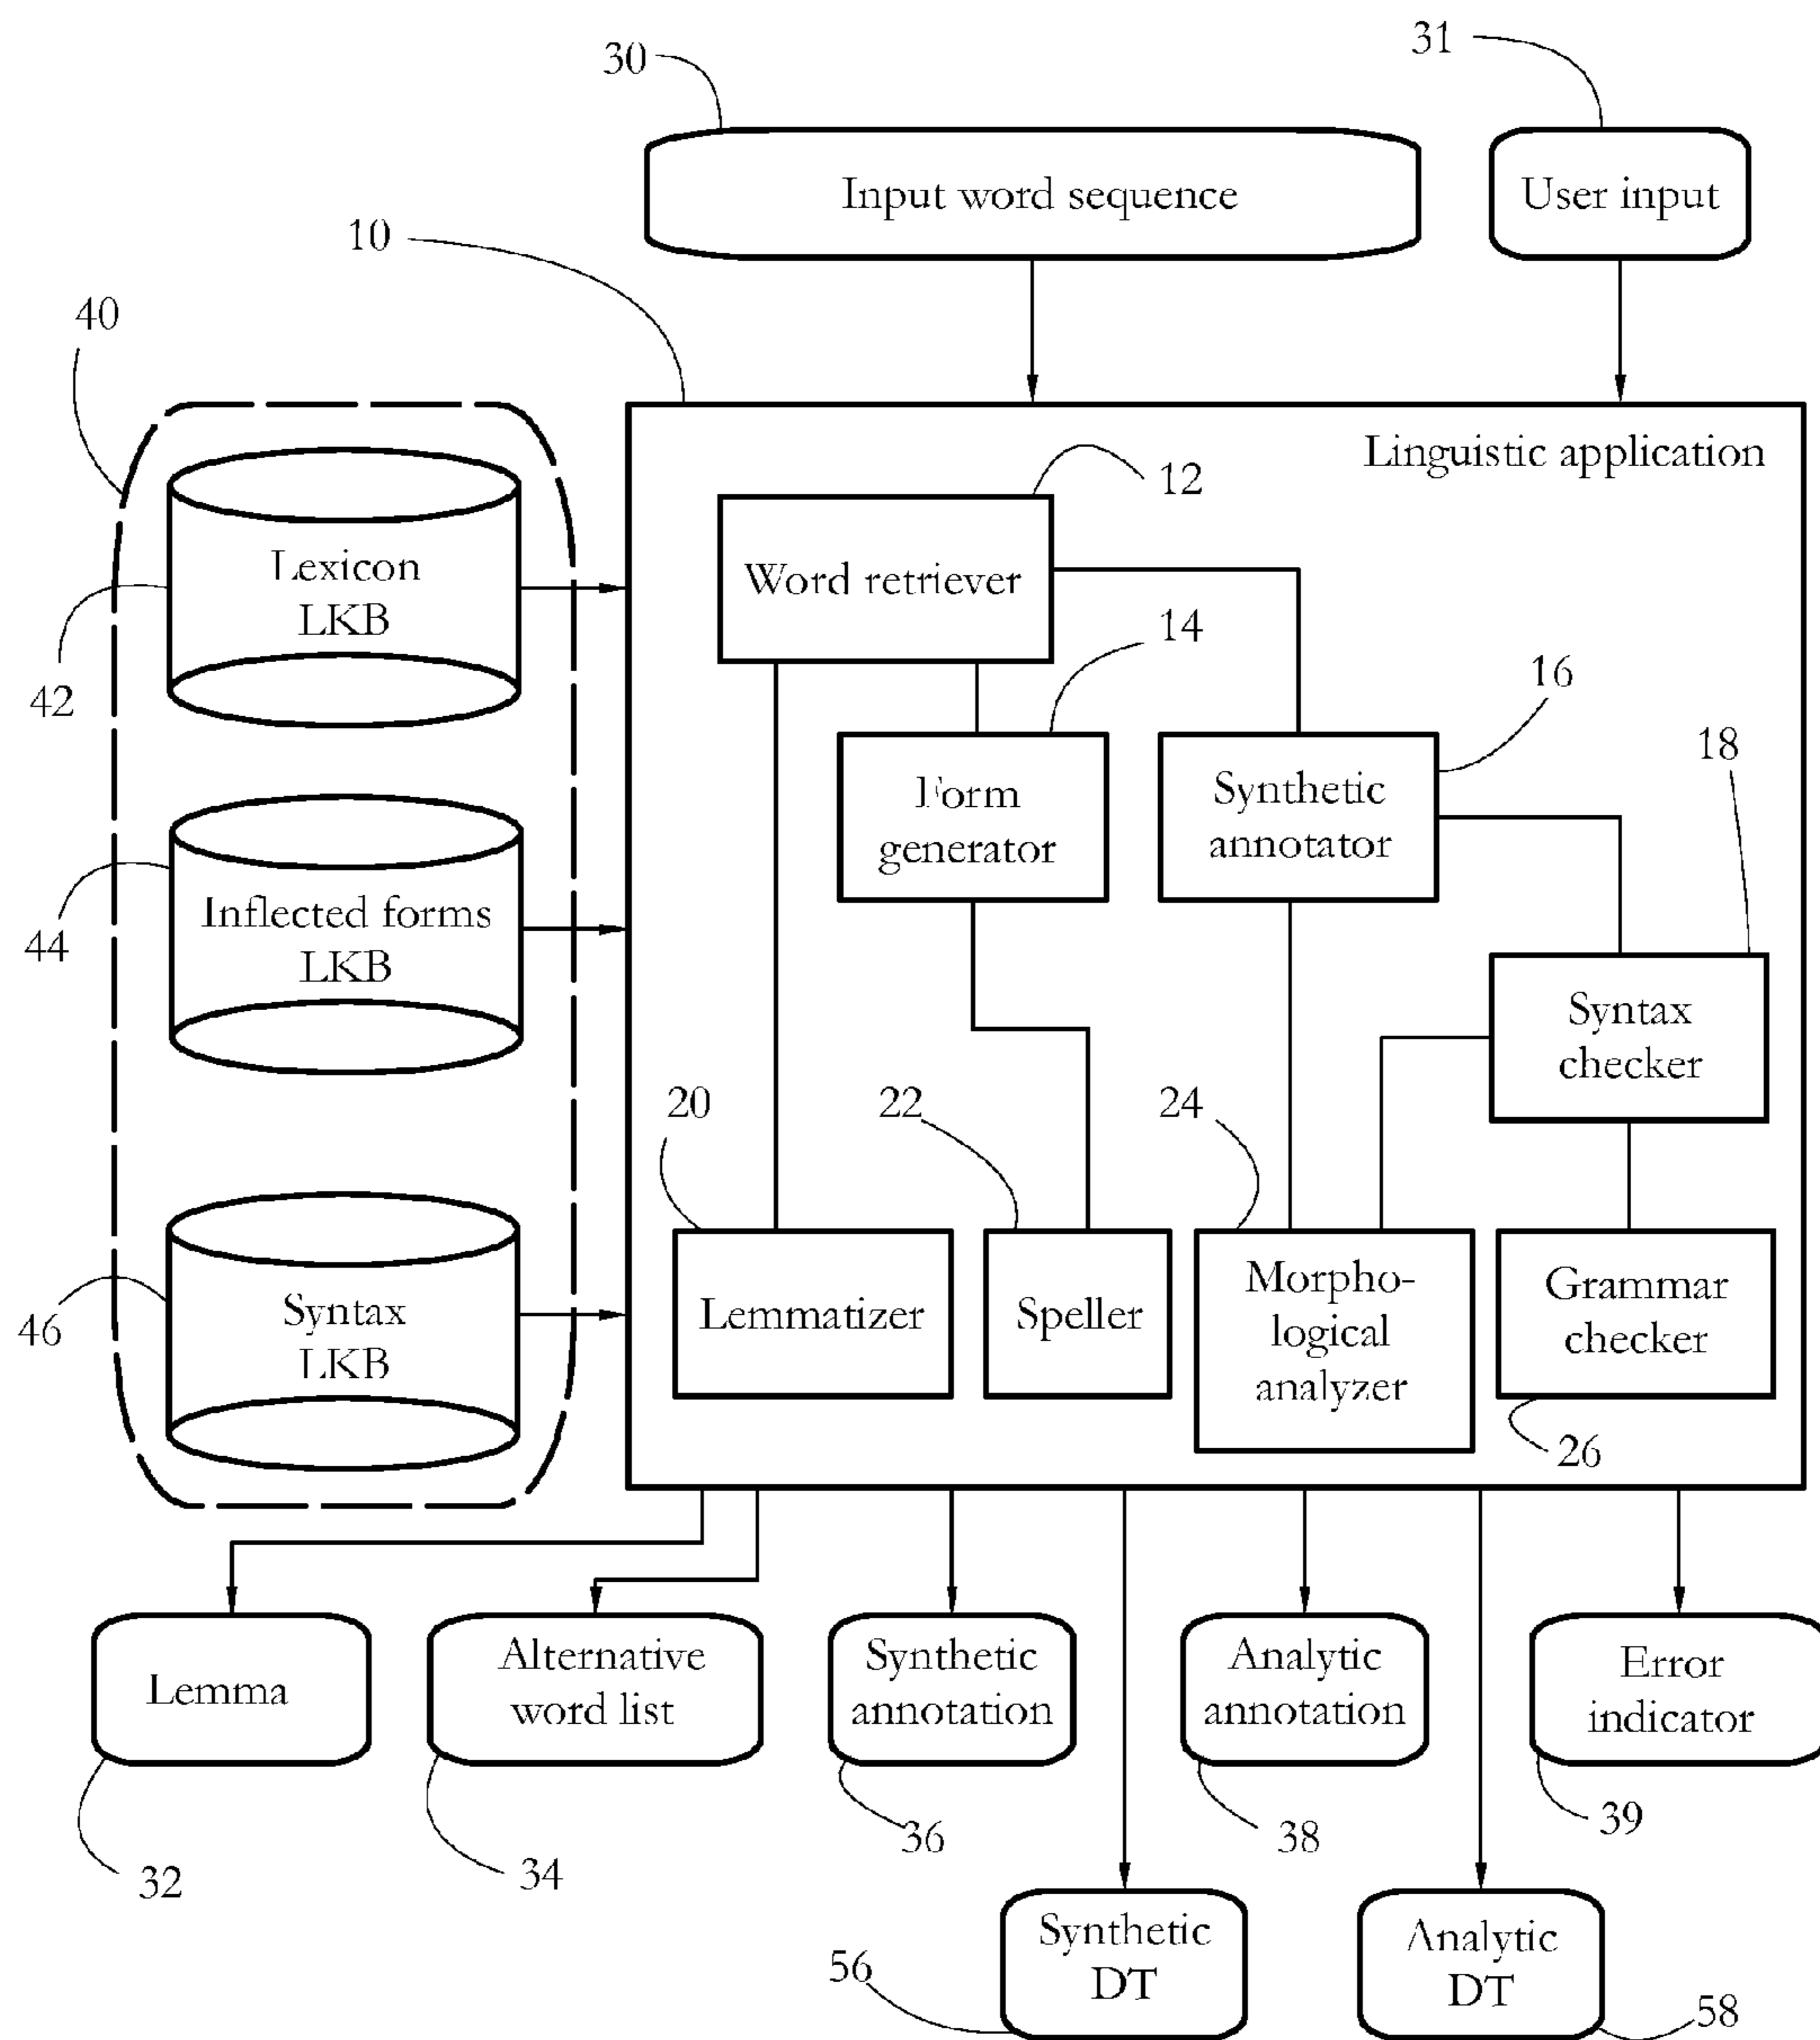 30
31
Input word sequence
User input
10
40
Linguistic application
12
Word retriever
Lexicon
LKB
42
14
16
18
Form
generator
Synthetic
annotator
Inflected forms
LKB
44
Syntax
checker
20
22
24
Lemmatizer
Speller
Morpho-
logical
analyzer
Grammar
checker
26
Syntax
LKB
46
Lemma
Alternative
word list
Synthetic
annotation
Analytic
annotation
Error
indicator
32
34
36
38
39
Synthetic
DT
Analytic
DT
56
58